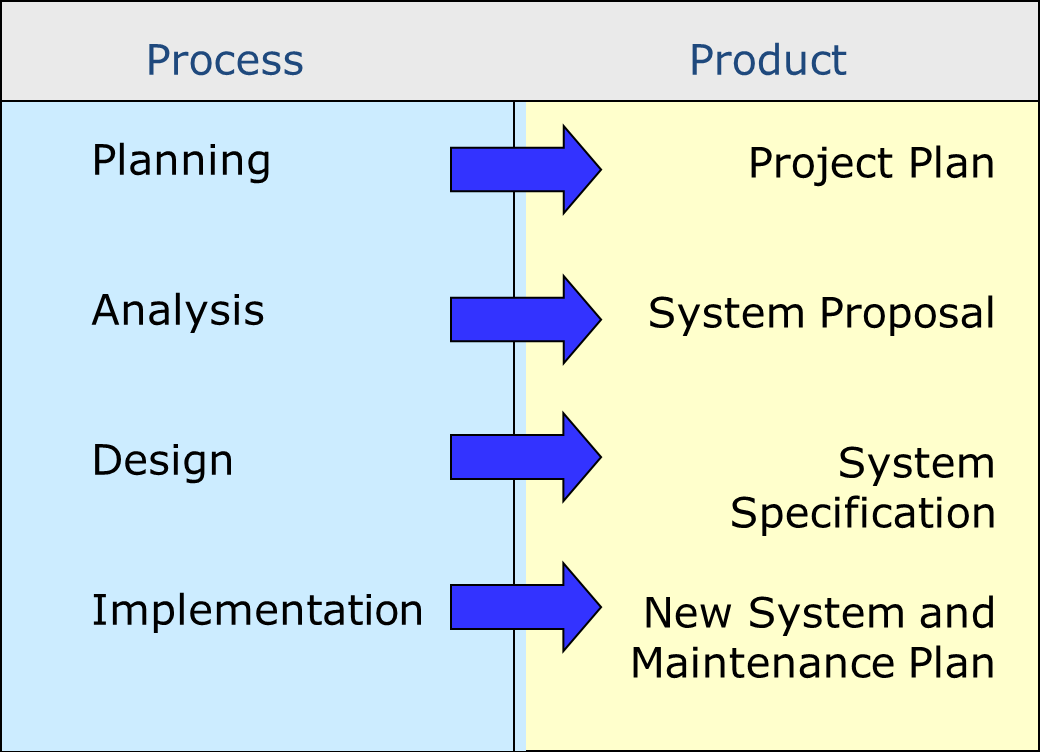 Process
Product
Planning
Project Plan
Analysis
System Proposal
Design
System
Specification
Implementation
New System and
Maintenance Plan